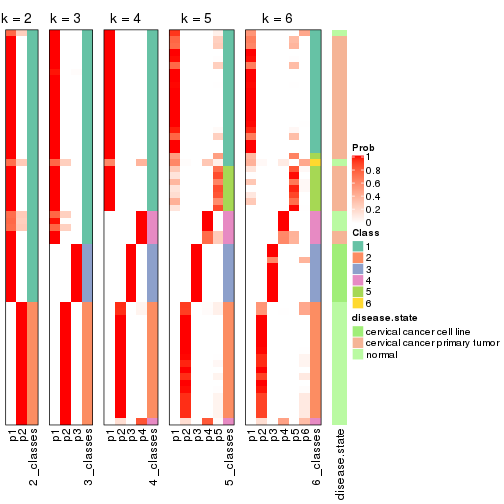 k = 2 k = 3 k = 4 k = 5 k = 6
Prob
1
0.8
0.6
0.4
0.2
0
Class
1
2
3
4
5
6
disease.state
cervical cancer cell line
cervical cancer primary tumor
normal
p1 p2 2_classes p1 p2 p3 3_classes p1 p2 p3 p4 4_classes p1 p2 p3 p4 p5 5_classes p1 p2 p3 p4 p5 p6 6_classes disease.state